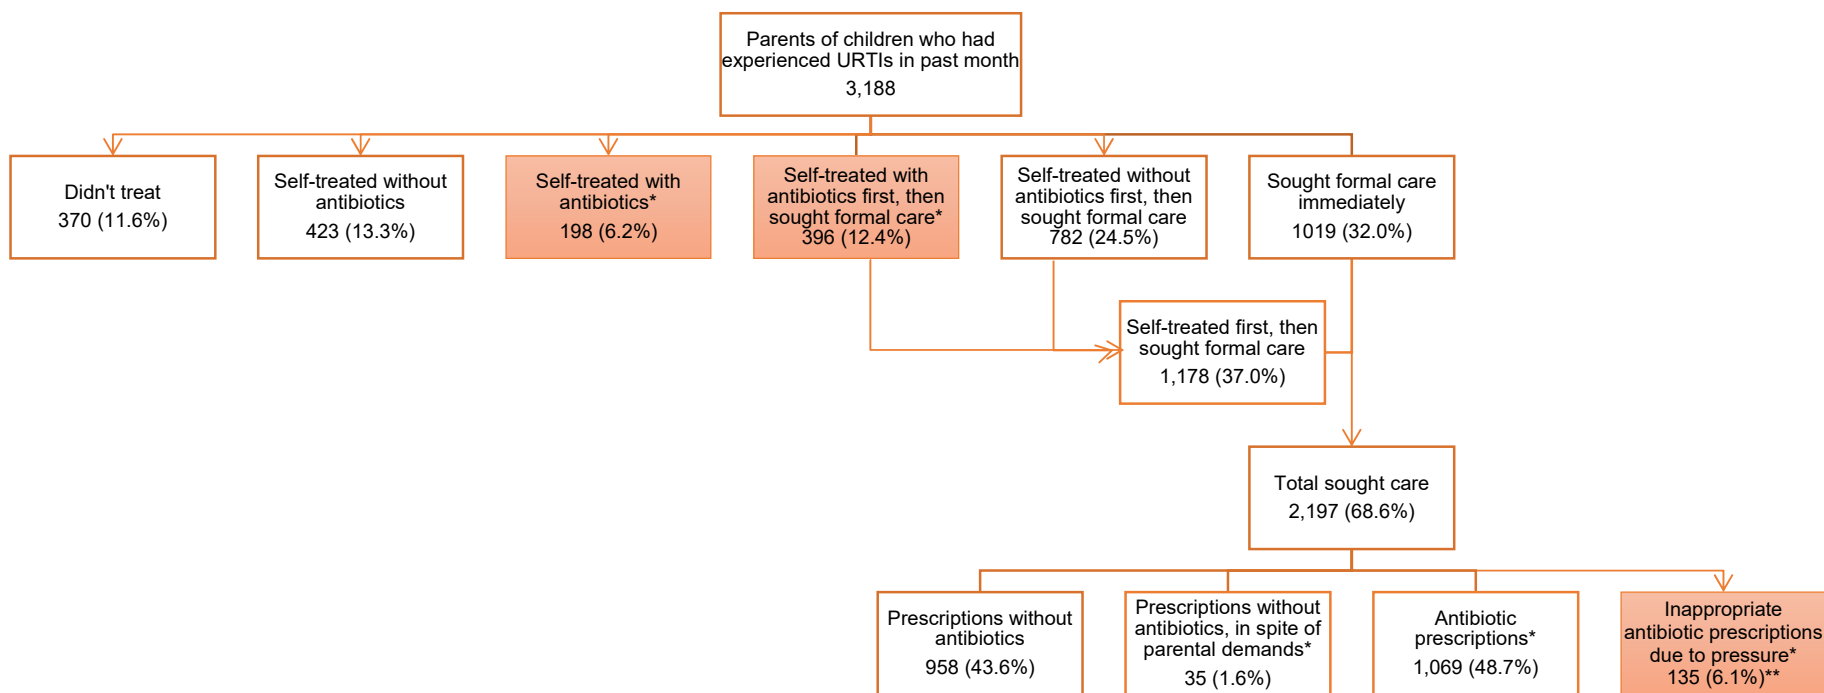 Parents of children who had
experienced URTIs in past month
3,188
Didn't treat
370 (11.6%)
Self-treated without
antibiotics
423 (13.3%)
Self-treated with
antibiotics*
198 (6.2%)
Self-treated with
antibiotics first, then
sought formal care*
396 (12.4%)
Self-treated without
antibiotics first, then
sought formal care
782 (24.5%)
Sought formal care
immediately
1019 (32.0%)
Self-treated first, then
sought formal care
1,178 (37.0%)
Total sought care
2,197 (68.6%)
Prescriptions without
antibiotics
958 (43.6%)
Prescriptions without
antibiotics, in spite of
parental demands*
35 (1.6%)
Antibiotic
prescriptions*
1,069 (48.7%)
Inappropriate
antibiotic prescriptions
due to pressure*
135 (6.1%)**